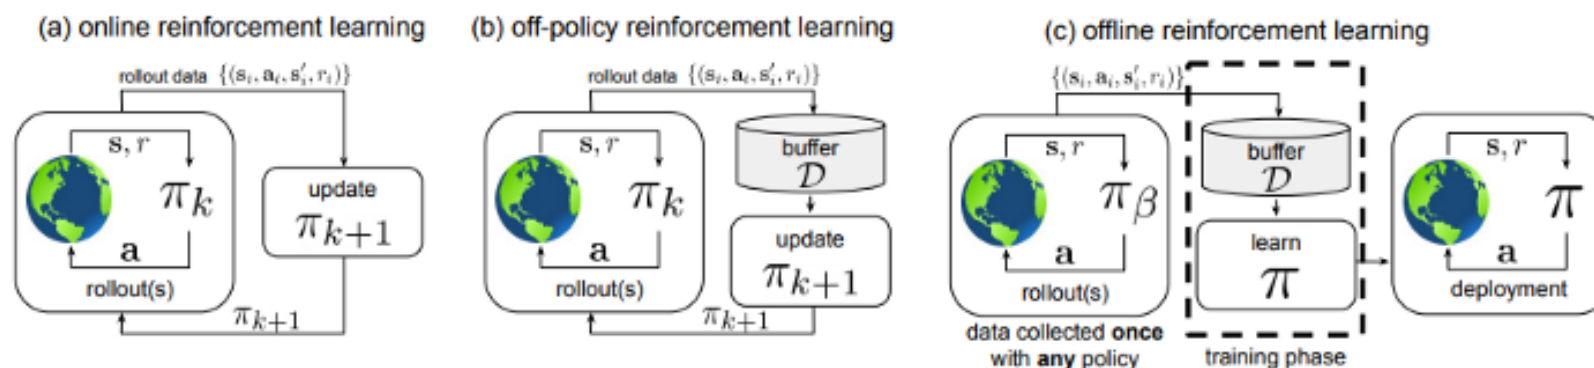 (a) online reinforcement learning
rollout data {(s_i, a_i, s'_i, r_i)}
s, r
π_k
a
rollout(s)
update
π_{k+1}
π_{k+1}
(b) off-policy reinforcement learning
rollout data {(s_i, a_i, s'_i, r_i)}
s, r
π_k
a
rollout(s)
buffer
D
update
π_{k+1}
π_{k+1}
(c) offline reinforcement learning
{(s_i, a_i, s'_i, r_i)}
s, r
π_β
a
rollout(s)
data collected once
with any policy
buffer
D
learn
π
training phase
s, r
π
a
deployment